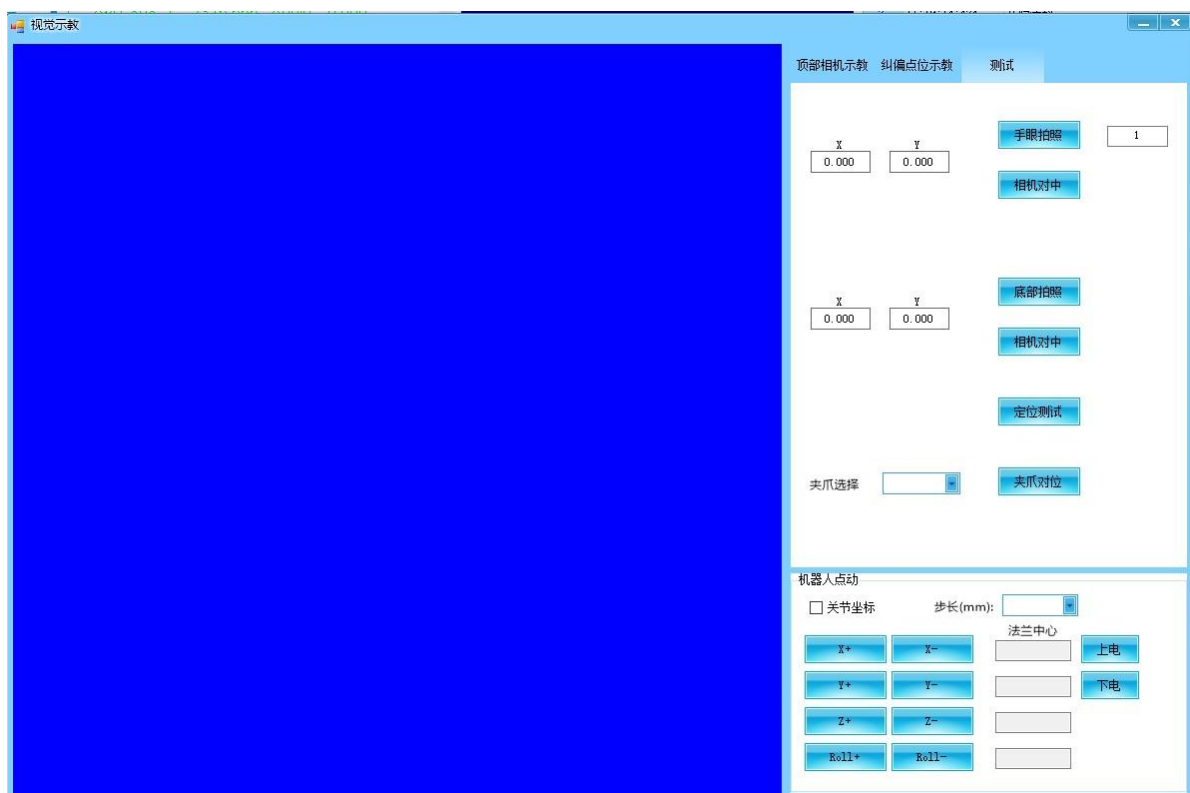 视觉示教
顶部相机示教 纠偏点位示教 测试
手眼拍照 1
X Y
0.000 0.000
相机对中
底部拍照
X Y
0.000 0.000
相机对中
定位测试
夹爪选择 夹爪对位
机器人点动
关节坐标 步长(mm):
法兰中心
X+ X- 上电
Y+ Y- 下电
Z+ Z-
Roll+ Roll-